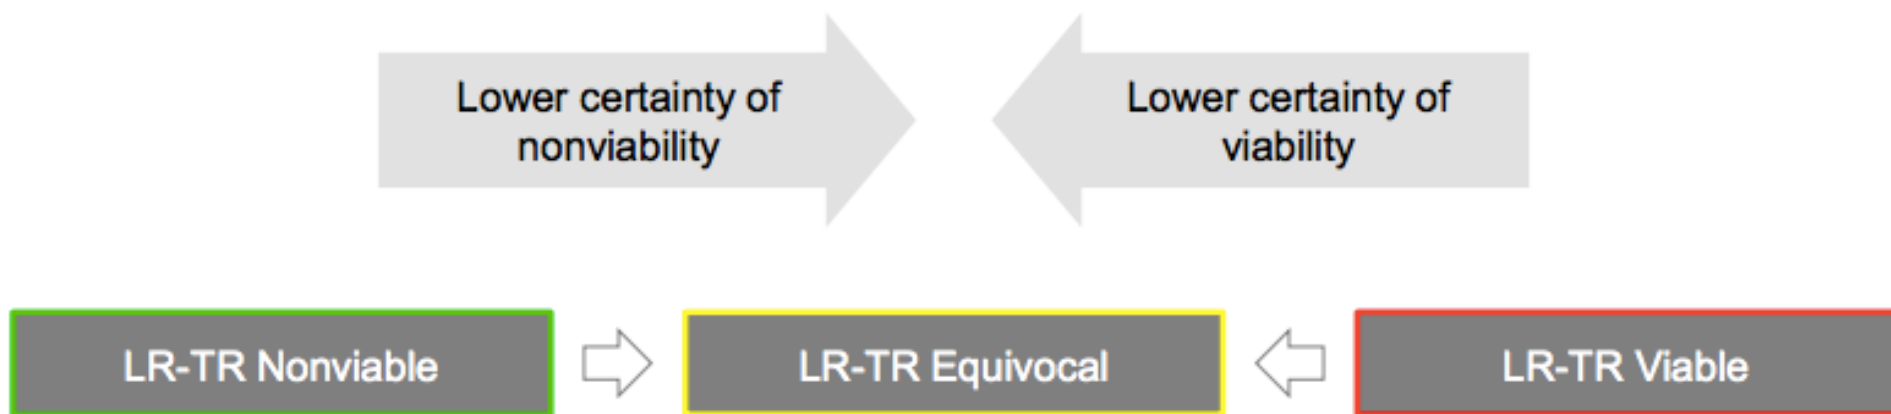 Lower certainty of
nonviability
Lower certainty of
viability
LR-TR Nonviable
LR-TR Equivocal
LR-TR Viable